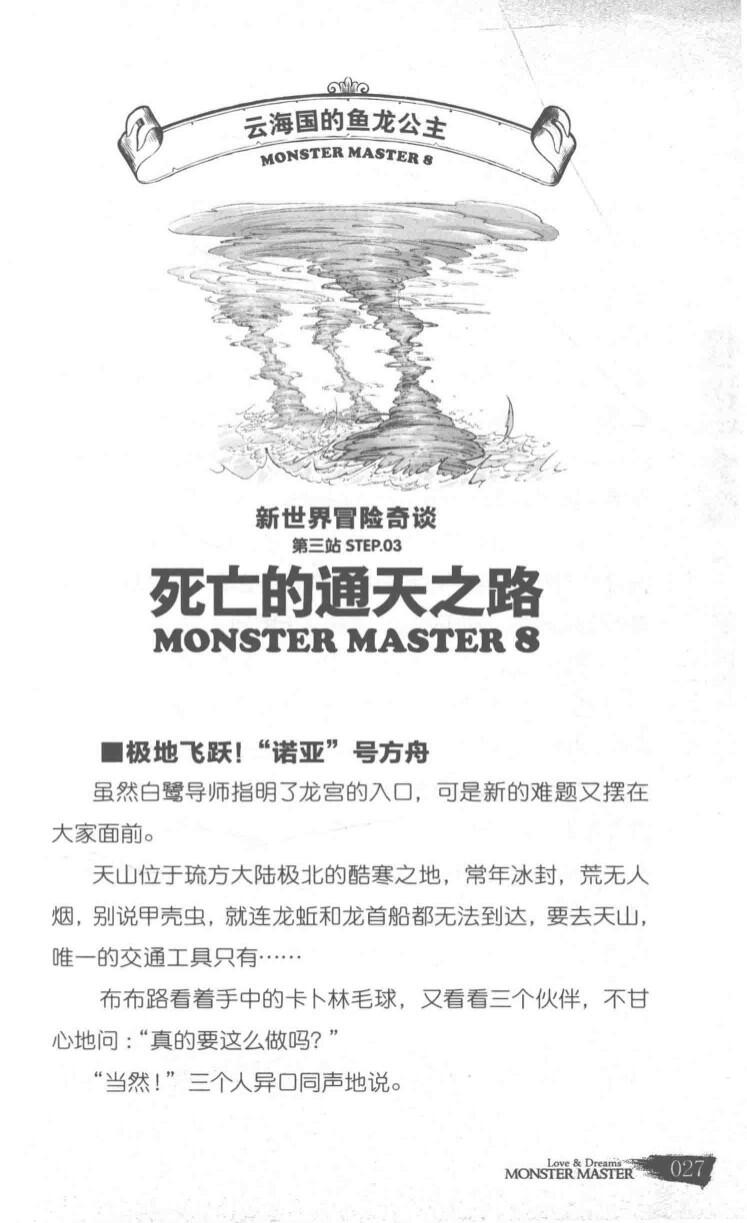 云海国的鱼龙公主
MONSTER MASTER 8
新世界冒险奇谈
第三站 STEP.03
死亡的通天之路
MONSTER MASTER 8
■极地飞跃！“诺亚”号方舟
虽然白鹭导师指明了龙宫的入口，可是新的难题又摆在
大家面前。
天山位于琉方大陆极北的酷寒之地，常年冰封，荒无人
烟，别说甲壳虫，就连龙蚯和龙首船都无法到达，要去天山，
唯一的交通工具只有……
布布路看着手中的卡卜林毛球，又看看三个伙伴，不甘
心地问：“真的要这么做吗？”
“当然！”三个人异口同声地说。
Love & Dreams
MONSTER MASTER 027